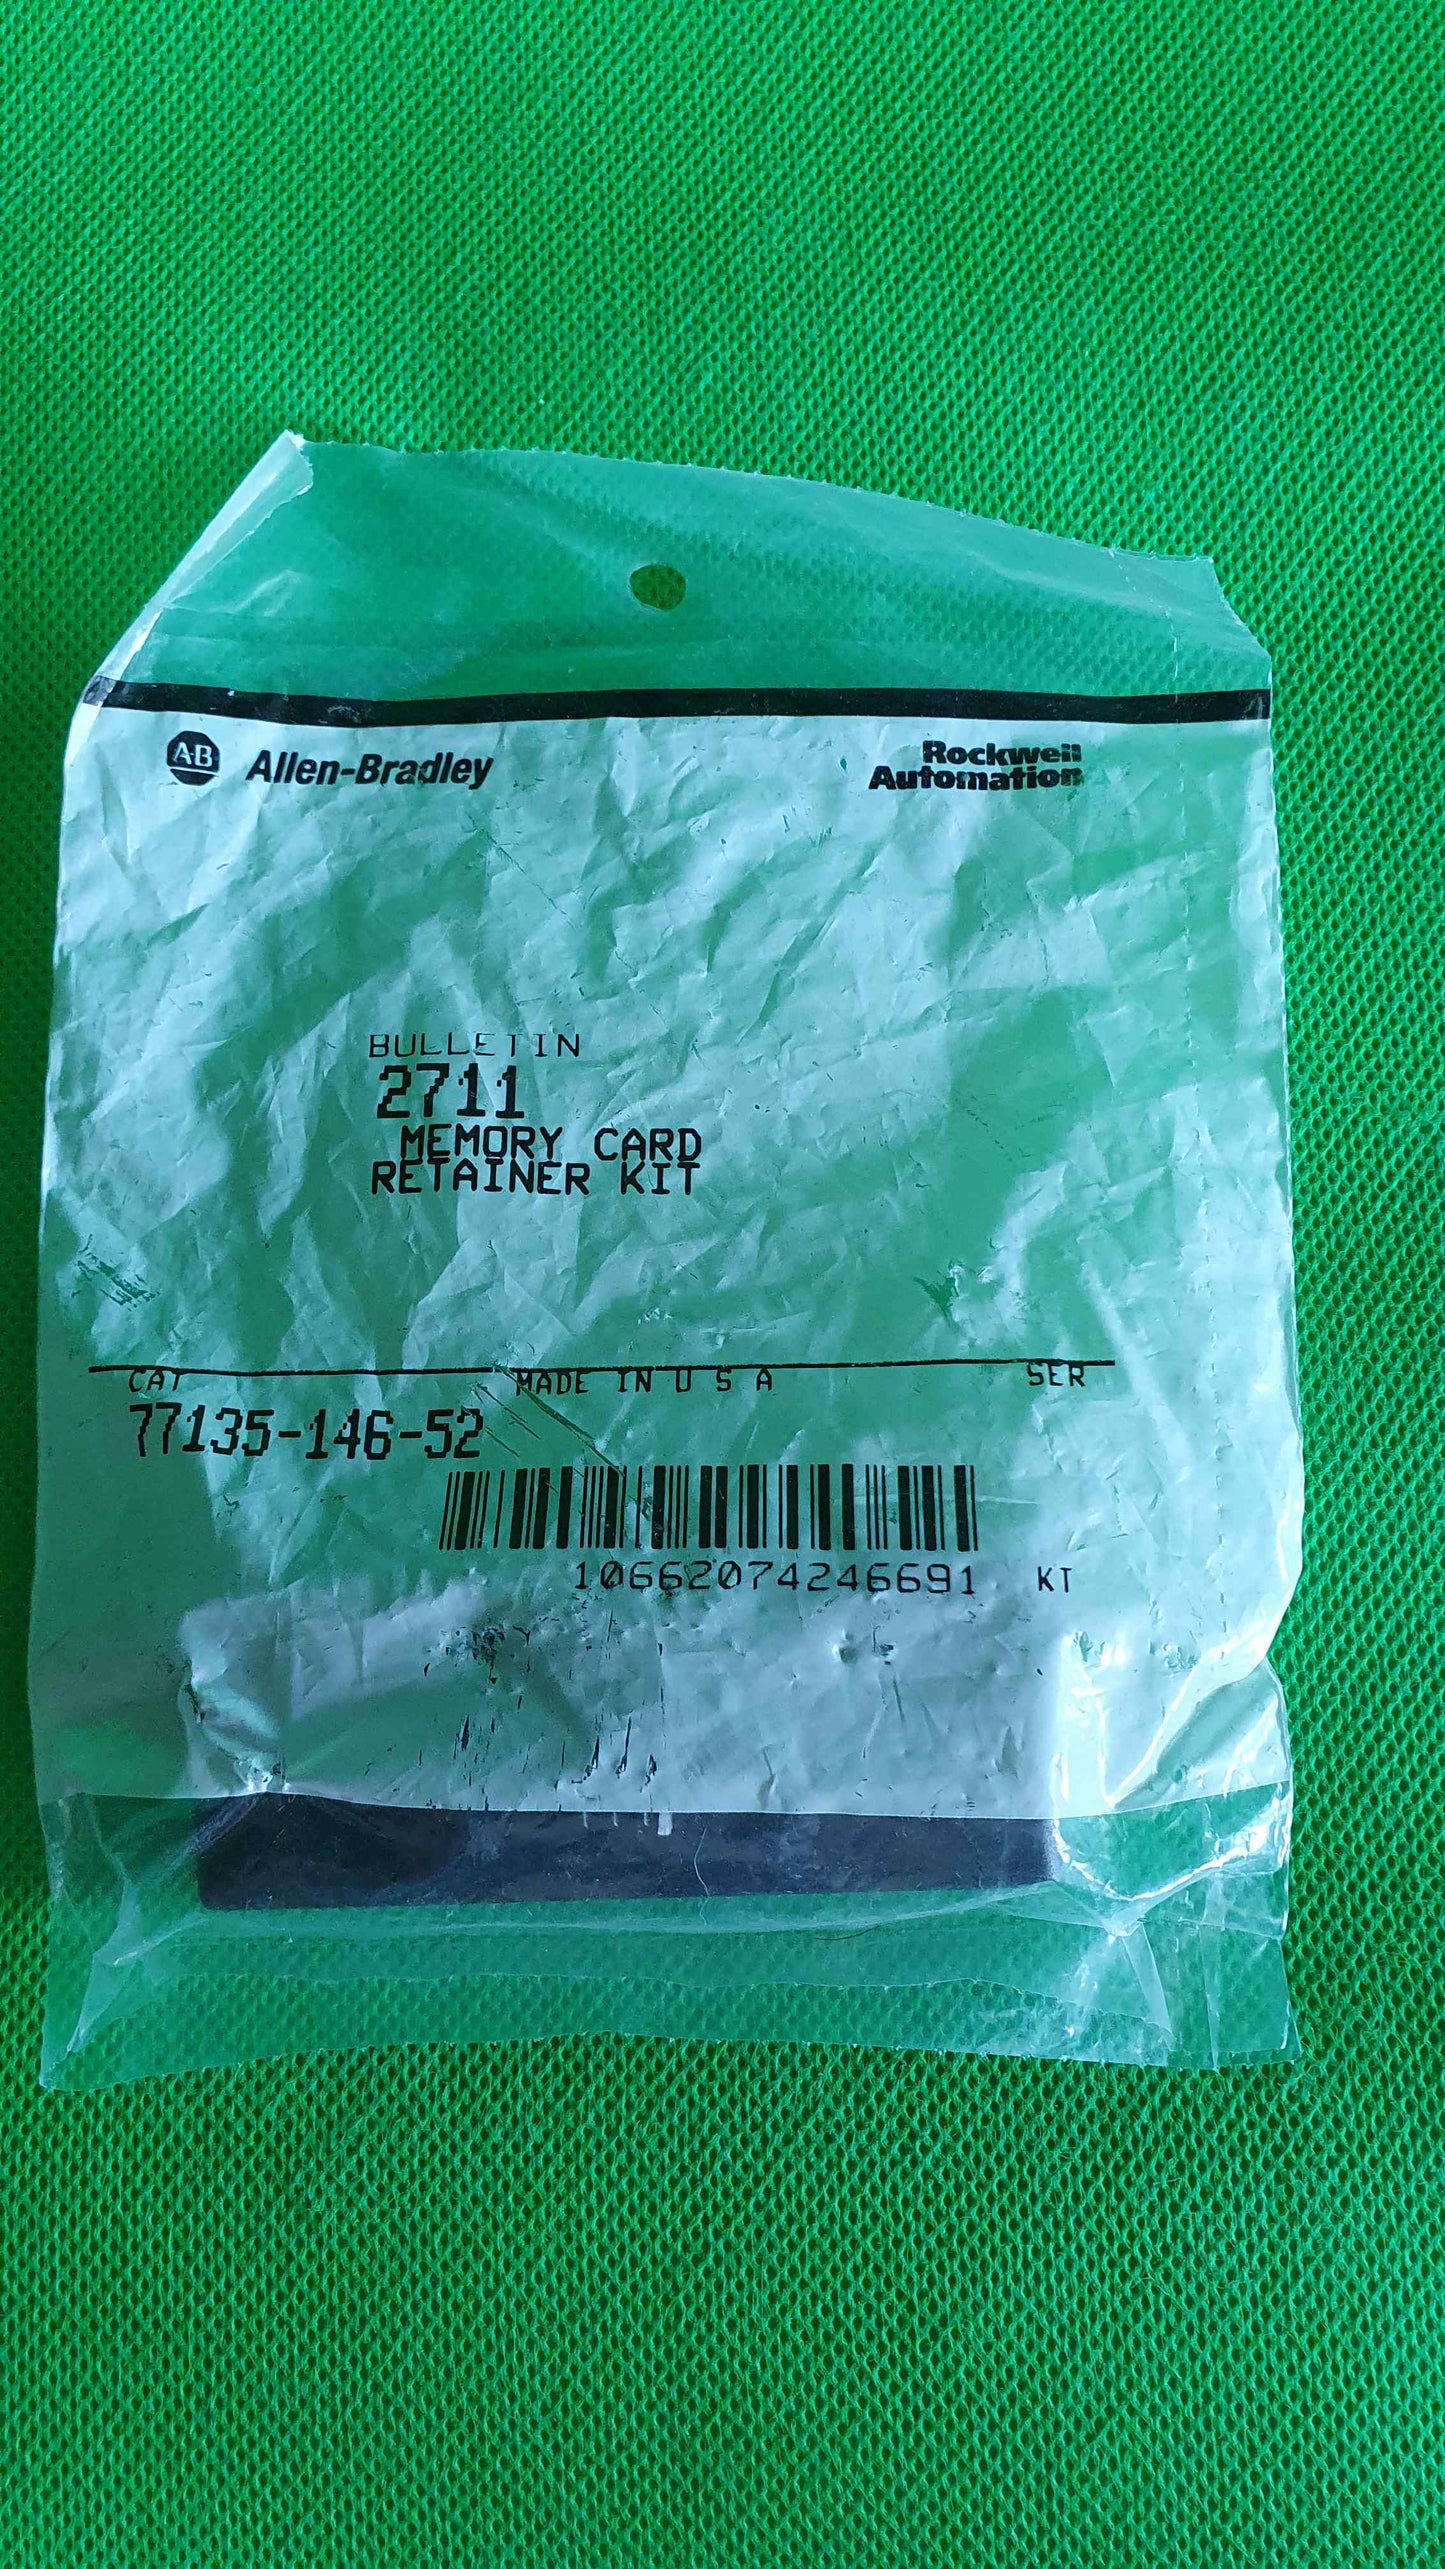 AB Allen-Bradley
Rockwell
Automation
BULLETIN
2711
MEMORY CARD
RETAINER KIT
CAT MADE IN U S A SER
77135-146-52
10662074246691 KT